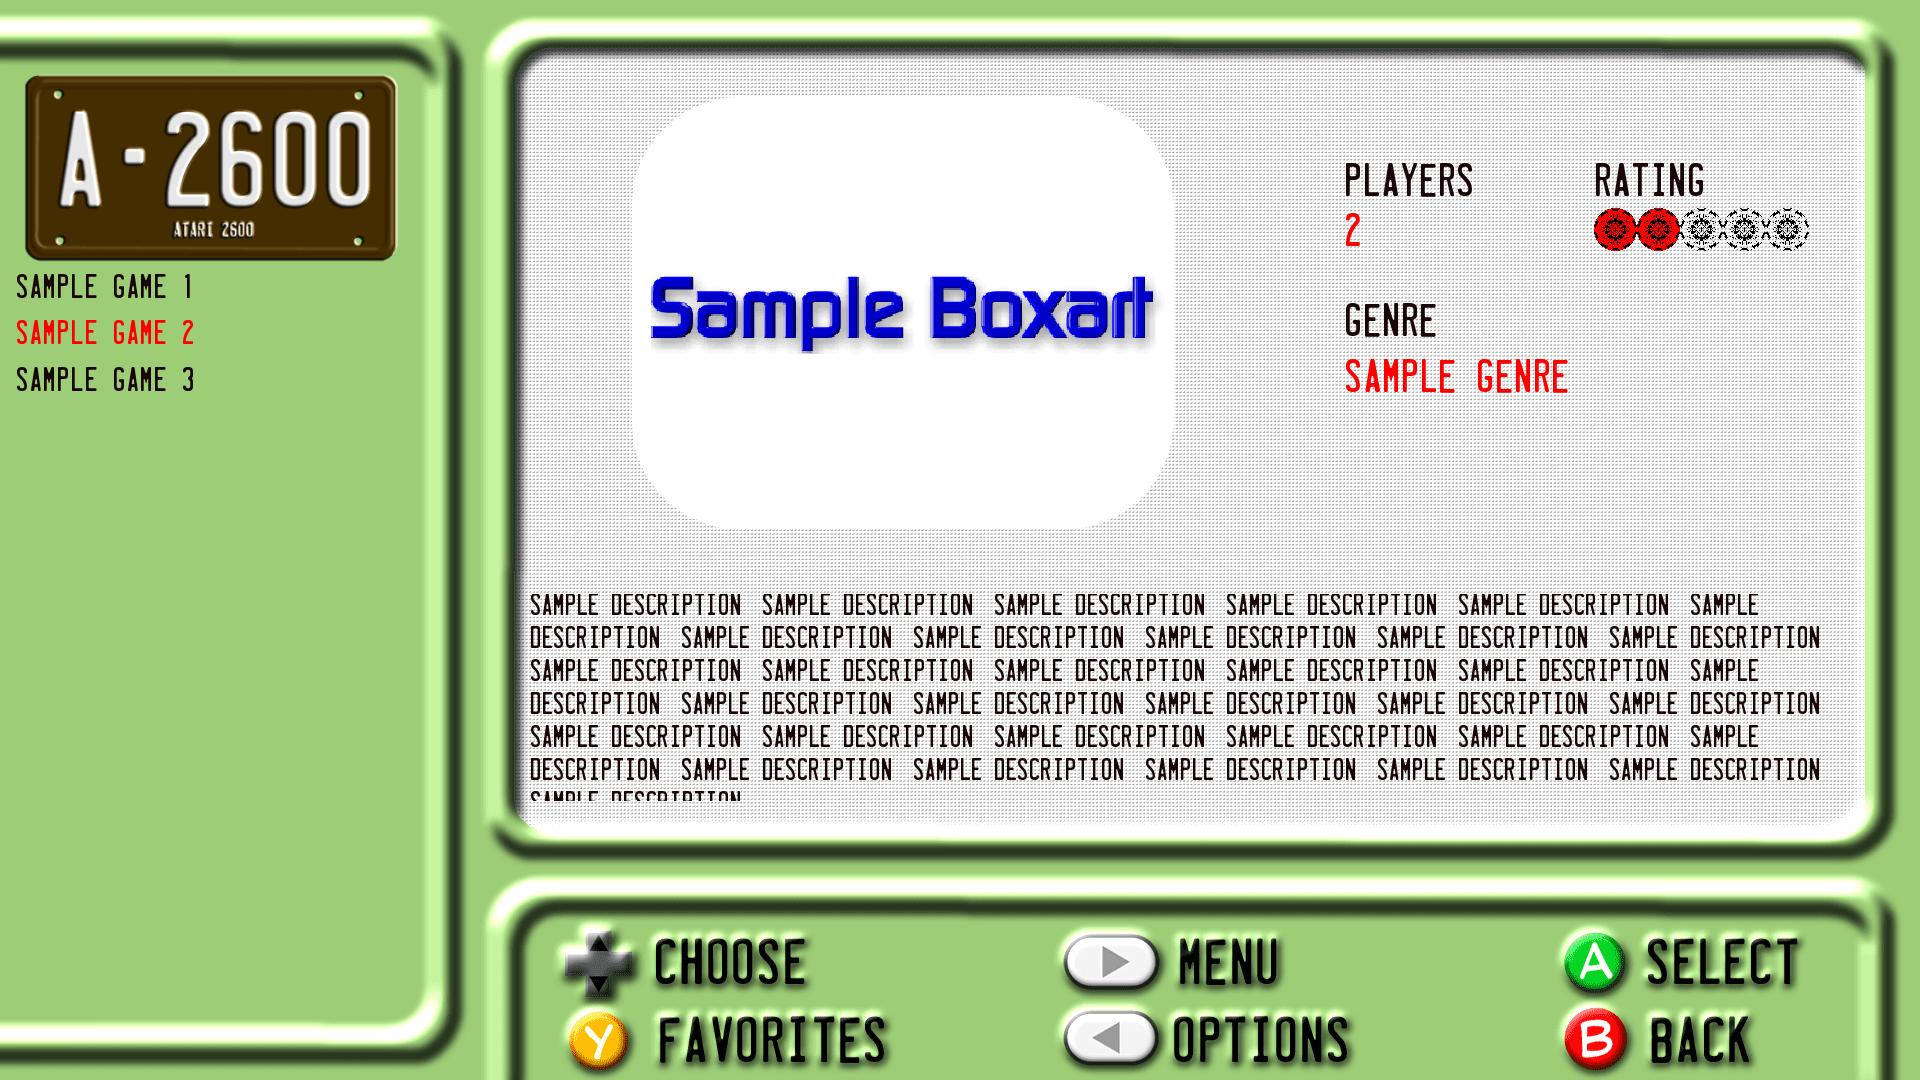 A-2600
ATARI 2600
SAMPLE GAME 1
SAMPLE GAME 2
SAMPLE GAME 3
Sample Boxart
PLAYERS
2
RATING
GENRE
SAMPLE GENRE
SAMPLE DESCRIPTION SAMPLE DESCRIPTION SAMPLE DESCRIPTION SAMPLE DESCRIPTION SAMPLE DESCRIPTION SAMPLE
DESCRIPTION SAMPLE DESCRIPTION SAMPLE DESCRIPTION SAMPLE DESCRIPTION SAMPLE DESCRIPTION SAMPLE DESCRIPTION
SAMPLE DESCRIPTION SAMPLE DESCRIPTION SAMPLE DESCRIPTION SAMPLE DESCRIPTION SAMPLE DESCRIPTION SAMPLE
DESCRIPTION SAMPLE DESCRIPTION SAMPLE DESCRIPTION SAMPLE DESCRIPTION SAMPLE DESCRIPTION SAMPLE DESCRIPTION
SAMPLE DESCRIPTION SAMPLE DESCRIPTION SAMPLE DESCRIPTION SAMPLE DESCRIPTION SAMPLE DESCRIPTION SAMPLE
DESCRIPTION SAMPLE DESCRIPTION SAMPLE DESCRIPTION SAMPLE DESCRIPTION SAMPLE DESCRIPTION SAMPLE DESCRIPTION
SAMPLE DESCRIPTION
CHOOSE
MENU
A SELECT
Y FAVORITES
OPTIONS
B BACK